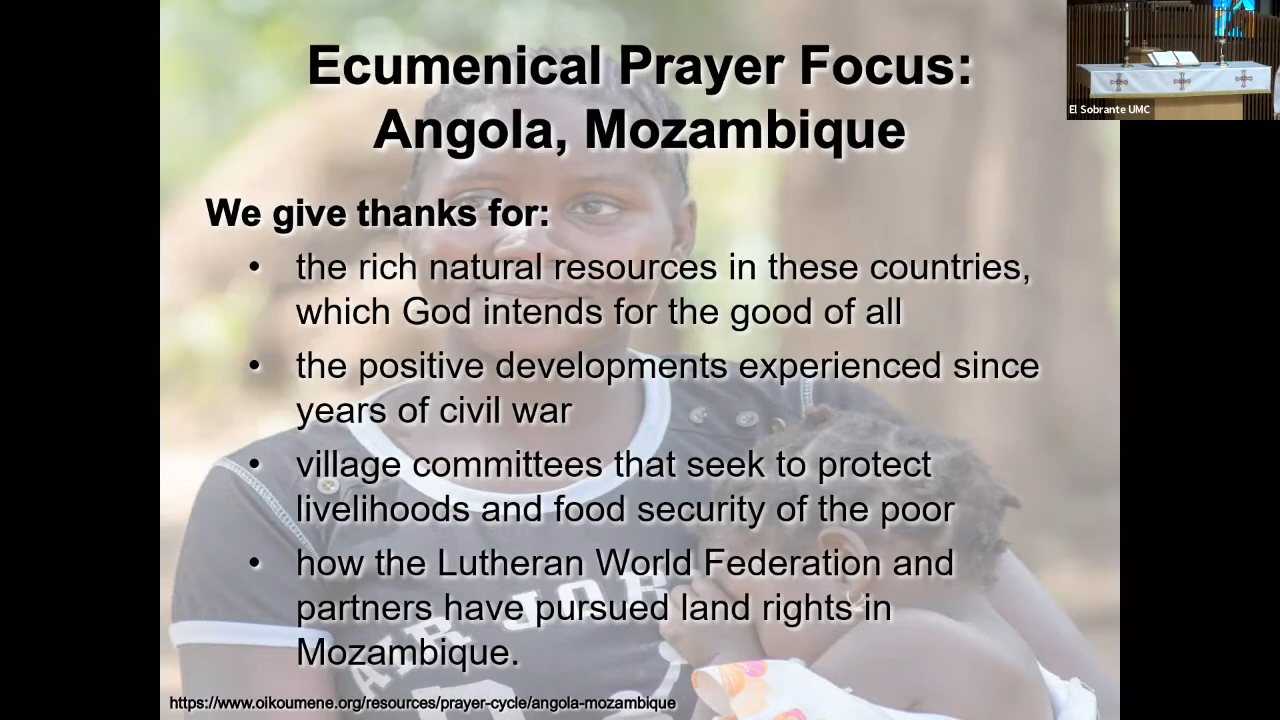 Ecumenical Prayer Focus:
Angola, Mozambique
El Sobrante UMC
We give thanks for:
• the rich natural resources in these countries,
which God intends for the good of all
• the positive developments experienced since
years of civil war
• village committees that seek to protect
livelihoods and food security of the poor
• how the Lutheran World Federation and
partners have pursued land rights in
Mozambique.
AIR JOR
https://www.oikoumene.org/resources/prayer-cycle/angola-mozambique